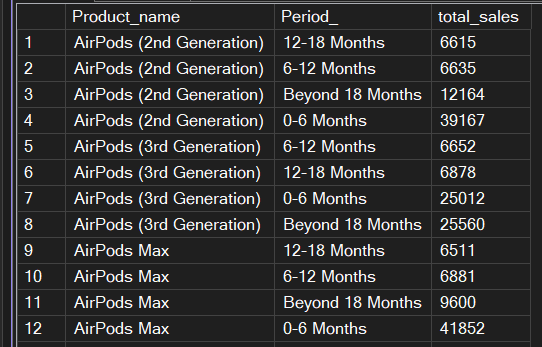 Product_name Period_ total_sales
1 AirPods (2nd Generation) 12-18 Months 6615
2 AirPods (2nd Generation) 6-12 Months 6635
3 AirPods (2nd Generation) Beyond 18 Months 12164
4 AirPods (2nd Generation) 0-6 Months 39167
5 AirPods (3rd Generation) 6-12 Months 6652
6 AirPods (3rd Generation) 12-18 Months 6878
7 AirPods (3rd Generation) 0-6 Months 25012
8 AirPods (3rd Generation) Beyond 18 Months 25560
9 AirPods Max 12-18 Months 6511
10 AirPods Max 6-12 Months 6881
11 AirPods Max Beyond 18 Months 9600
12 AirPods Max 0-6 Months 41852